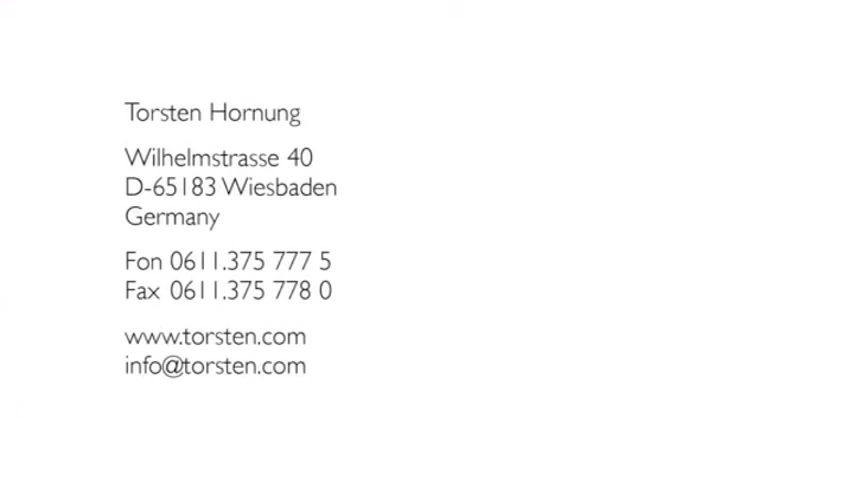 Torsten Hornung
Wilhelmstrasse 40
D-65183 Wiesbaden
Germany
Fon 0611.375 777 5
Fax 0611.375 778 0
www.torsten.com
info@torsten.com